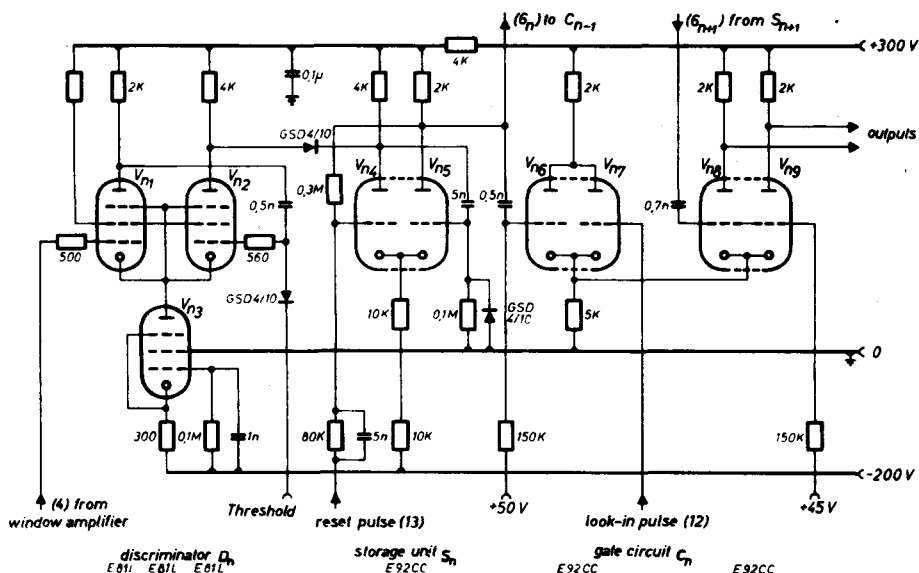 (6n) to Cn-1
(6n+1) from Sn+1
4K
+300 V
2K
4K
0,1µ
4K
2K
2K
2K
2K
outputs
GSD4/10
Vn1
Vn2
Vn4
Vn5
Vn6
Vn7
Vn8
Vn9
0,5n
0,3M
5n
0,5n
0,7n
500
560
GSD4/10
Vn3
10K
0,1M
GSD
4/10
5K
0
300
0,1M
1n
80K
5n
10K
150K
150K
-200 V
(4) from
window amplifier
Threshold
reset pulse (13)
+50 V
look-in pulse (12)
+45 V
discriminator Dn
storage unit Sn
gate circuit Cn
E81L E81L E81L
E92CC
E92CC
E92CC